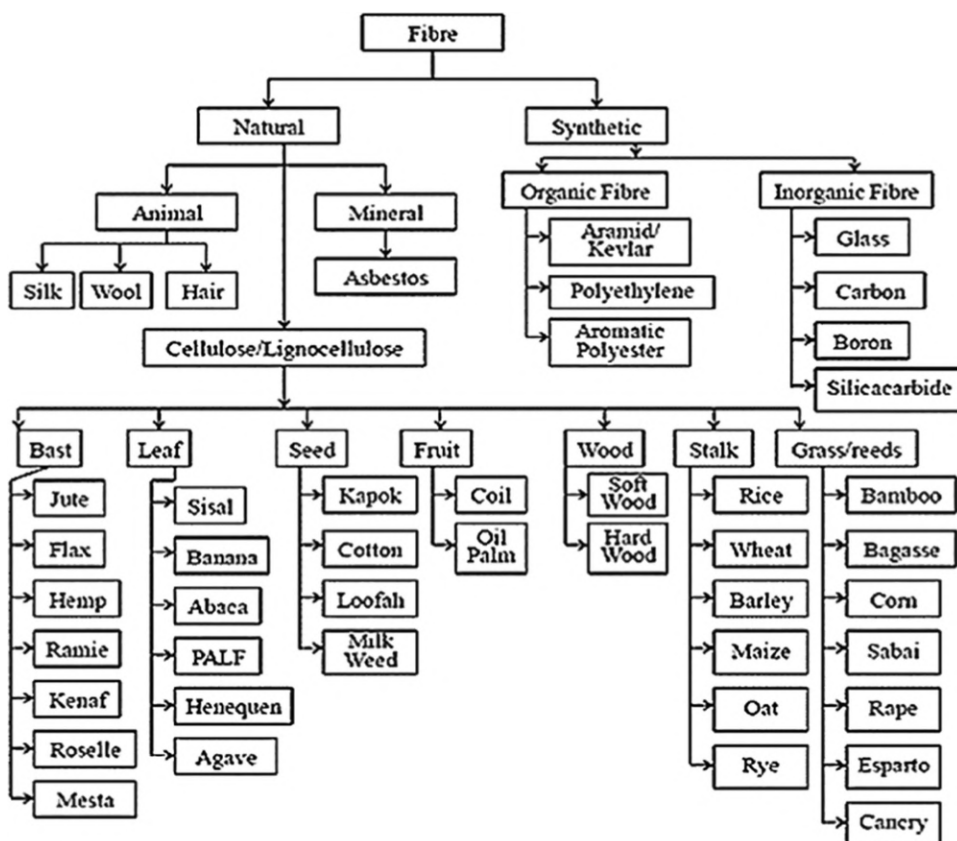 Fibre
Natural
Synthetic
Animal
Mineral
Organic Fibre
Inorganic Fibre
Silk
Wool
Hair
Asbestos
Aramid/
Kevlar
Polyethylene
Aromatic
Polyester
Glass
Carbon
Boron
Silicacarbide
Cellulose/Lignocellulose
Bast
Leaf
Seed
Fruit
Wood
Stalk
Grass/reeds
Jute
Flax
Hemp
Ramie
Kenaf
Roselle
Mesta
Sisal
Banana
Abaca
PALF
Henequen
Agave
Kapok
Cotton
Loofah
Milk
Weed
Coil
Oil
Palm
Soft
Wood
Hard
Wood
Rice
Wheat
Barley
Maize
Oat
Rye
Bamboo
Bagasse
Corn
Sabai
Rape
Esparto
Canery